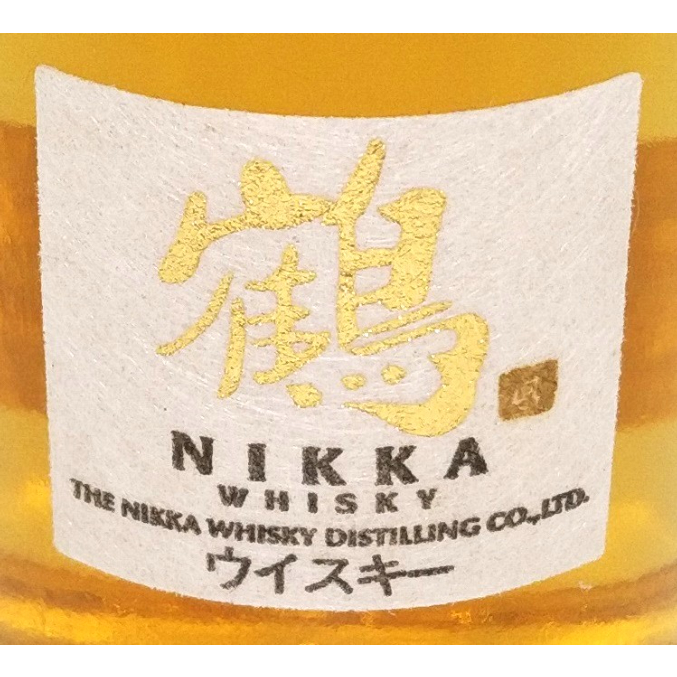 鶴
NIKKA
WHISKY
THE NIKKA WHISKY DISTILLING CO.,LTD.
ウイスキー